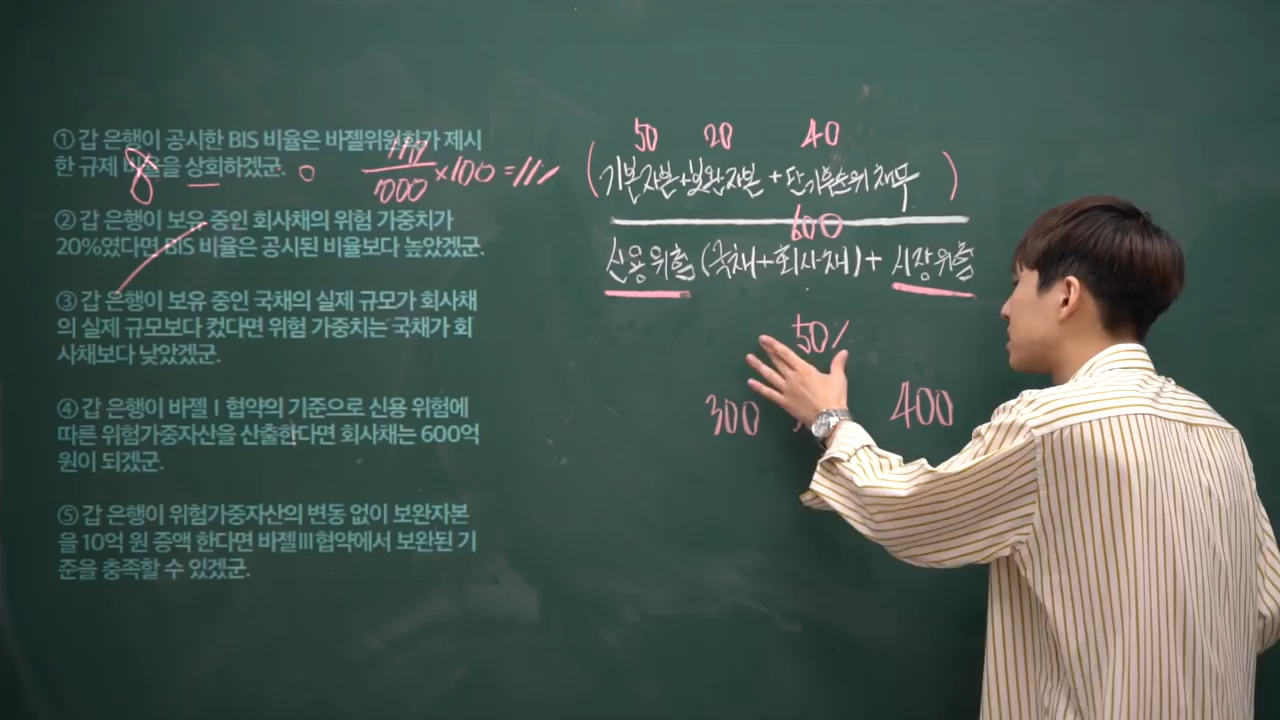 ① 갑 은행이 공시한 BIS 비율은 바젤위원회가 제시
한 규제 비율을 상회하겠군.
8
○
110
1000
×100=11%
② 갑 은행이 보유 중인 회사채의 위험 가중치가
20%였다면 BIS 비율은 공시된 비율보다 높았겠군.
③ 갑 은행이 보유 중인 국채의 실제 규모가 회사채
의 실제 규모보다 컸다면 위험 가중치는 국채가 회
사채보다 낮았겠군.
④ 갑 은행이 바젤Ⅰ협약의 기준으로 신용 위험에
따른 위험가중자산을 산출한다면 회사채는 600억
원이 되겠군.
⑤ 갑 은행이 위험가중자산의 변동 없이 보완자본
을 10억 원 증액 한다면 바젤Ⅲ협약에서 보완된 기
준을 충족할 수 있겠군.
50 20 40
(기본자본+보완자본+단기후순위채무)
600
신용위험(국채+회사채)+시장위험
50%
300 400